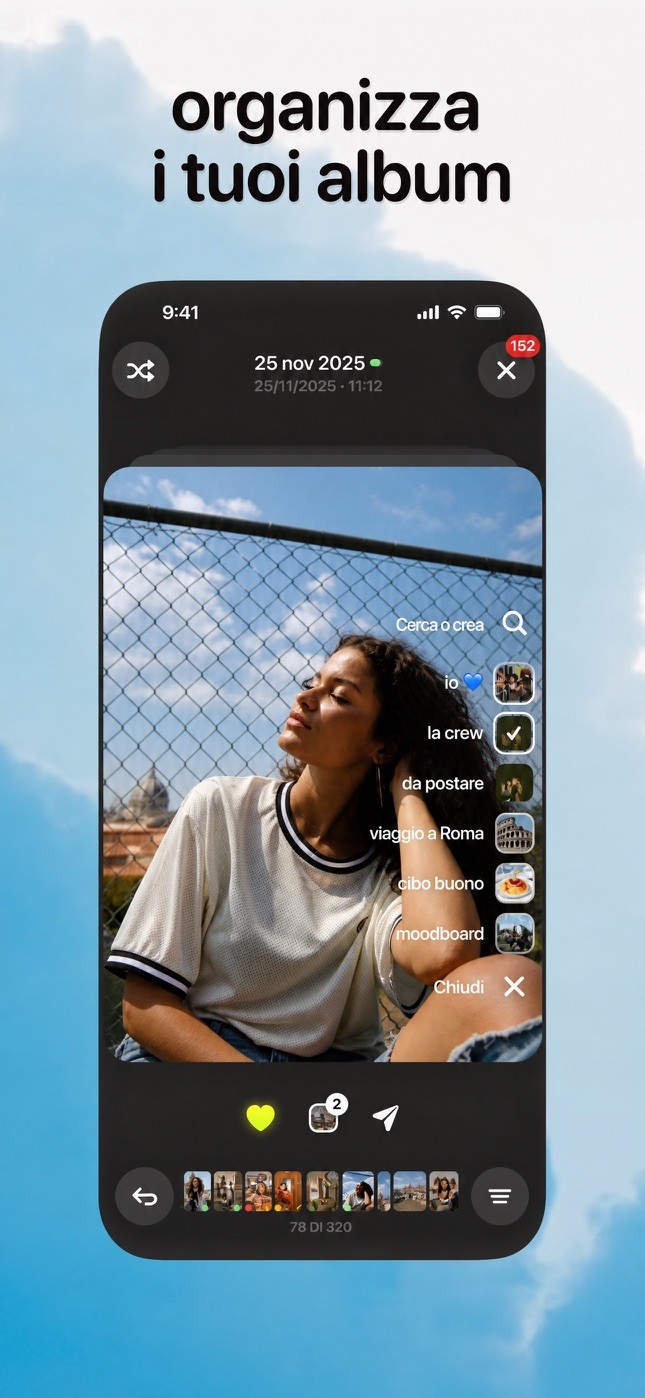 organizza
i tuoi album
9:41
25 nov 2025
25/11/2025 · 11:12
152
Cerca o crea
io 💙
la crew
da postare
viaggio a Roma
cibo buono
moodboard
Chiudi
2
78 DI 320